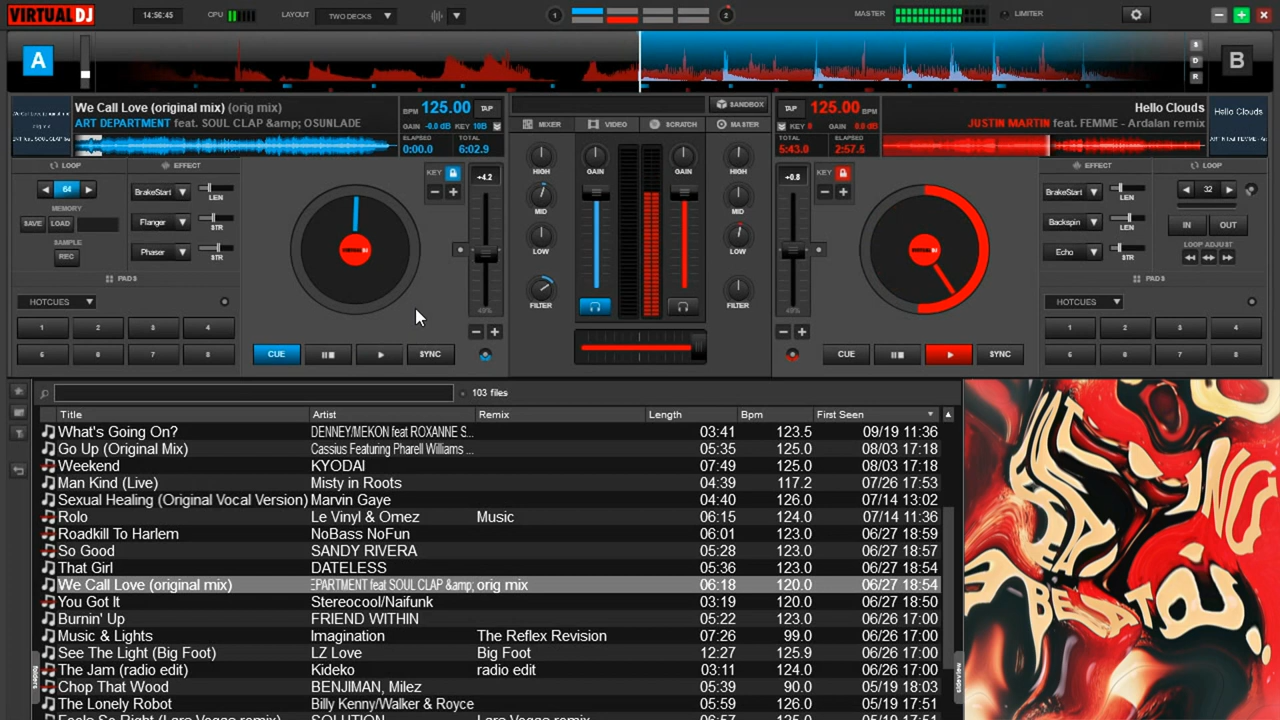 VIRTUALDJ
14:56:45
CPU
LAYOUT
TWO DECKS
1
2
MASTER
LIMITER
A
S
D
R
B
We Call Love (original mix) (orig mix)
ART DEPARTMENT feat. SOUL CLAP &amp; OSUNLADE
BPM 125.00 TAP
GAIN -0.0 dB KEY 10B
ELAPSED TOTAL
0:00.0 6:02.9
SANDBOX
MIXER VIDEO SCRATCH MASTER
TAP 125.00 BPM
GAIN 0.0 dB
5:43.0 2:57.5
Hello Clouds
JUSTIN MARTIN feat. FEMME - Ardalan remix
Hello Clouds
LOOP
64
MEMORY
SAVE LOAD
SAMPLE
REC
EFFECT
BrakeStart LEN
Flanger STR
Phaser STR
PADS
HOTCUES
1 2 3 4
5 6 7 8
KEY
+4.2
CUE
SYNC
HIGH GAIN GAIN HIGH
MID MID
LOW LOW
FILTER FILTER
+0.8
KEY
CUE
SYNC
EFFECT
BrakeStart LEN
Backspin LEN
Echo STR
LOOP
32
IN OUT
LOOP ADJUST
PADS
HOTCUES
1 2 3 4
5 6 7 8
103 files
Title Artist Remix Length Bpm First Seen
What's Going On? DENNEY/MEKON feat ROXANNE S... 03:41 123.5 09/19 11:36
Go Up (Original Mix) Cassius Featuring Pharell Williams ... 05:35 125.0 08/03 17:18
Weekend KYODAI 07:49 125.0 08/03 17:18
Man Kind (Live) Misty in Roots 04:39 117.2 07/26 17:53
Sexual Healing (Original Vocal Version) Marvin Gaye 04:40 126.0 07/14 13:02
Rolo Le Vinyl & Omez Music 06:15 124.0 07/14 11:36
Roadkill To Harlem NoBass NoFun 06:01 123.0 06/27 18:59
So Good SANDY RIVERA 05:28 123.0 06/27 18:57
That Girl DATELESS 05:36 123.0 06/27 18:54
We Call Love (original mix) EPARTMENT feat SOUL CLAP &amp; orig mix 06:18 120.0 06/27 18:54
You Got It Stereocool/Naifunk 03:19 120.0 06/27 18:50
Burnin' Up FRIEND WITHIN 05:22 123.0 06/26 17:00
Music & Lights Imagination The Reflex Revision 07:26 99.0 06/26 17:00
See The Light (Big Foot) LZ Love Big Foot 12:27 125.9 06/26 17:00
The Jam (radio edit) Kideko radio edit 03:11 124.0 06/26 17:00
Chop That Wood BENJIMAN, Milez 05:39 90.0 05/19 18:03
The Lonely Robot Billy Kenny/Walker & Royce 05:59 126.0 05/19 17:51
folders
sideview